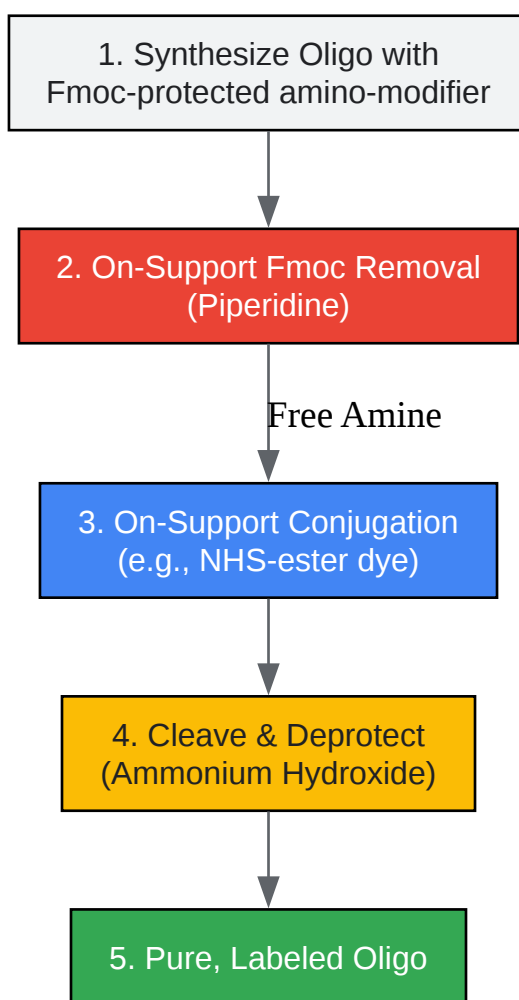 1. Synthesize Oligo with
Fmoc-protected amino-modifier
2. On-Support Fmoc Removal
(Piperidine)
Free Amine
3. On-Support Conjugation
(e.g., NHS-ester dye)
4. Cleave & Deprotect
(Ammonium Hydroxide)
5. Pure, Labeled Oligo